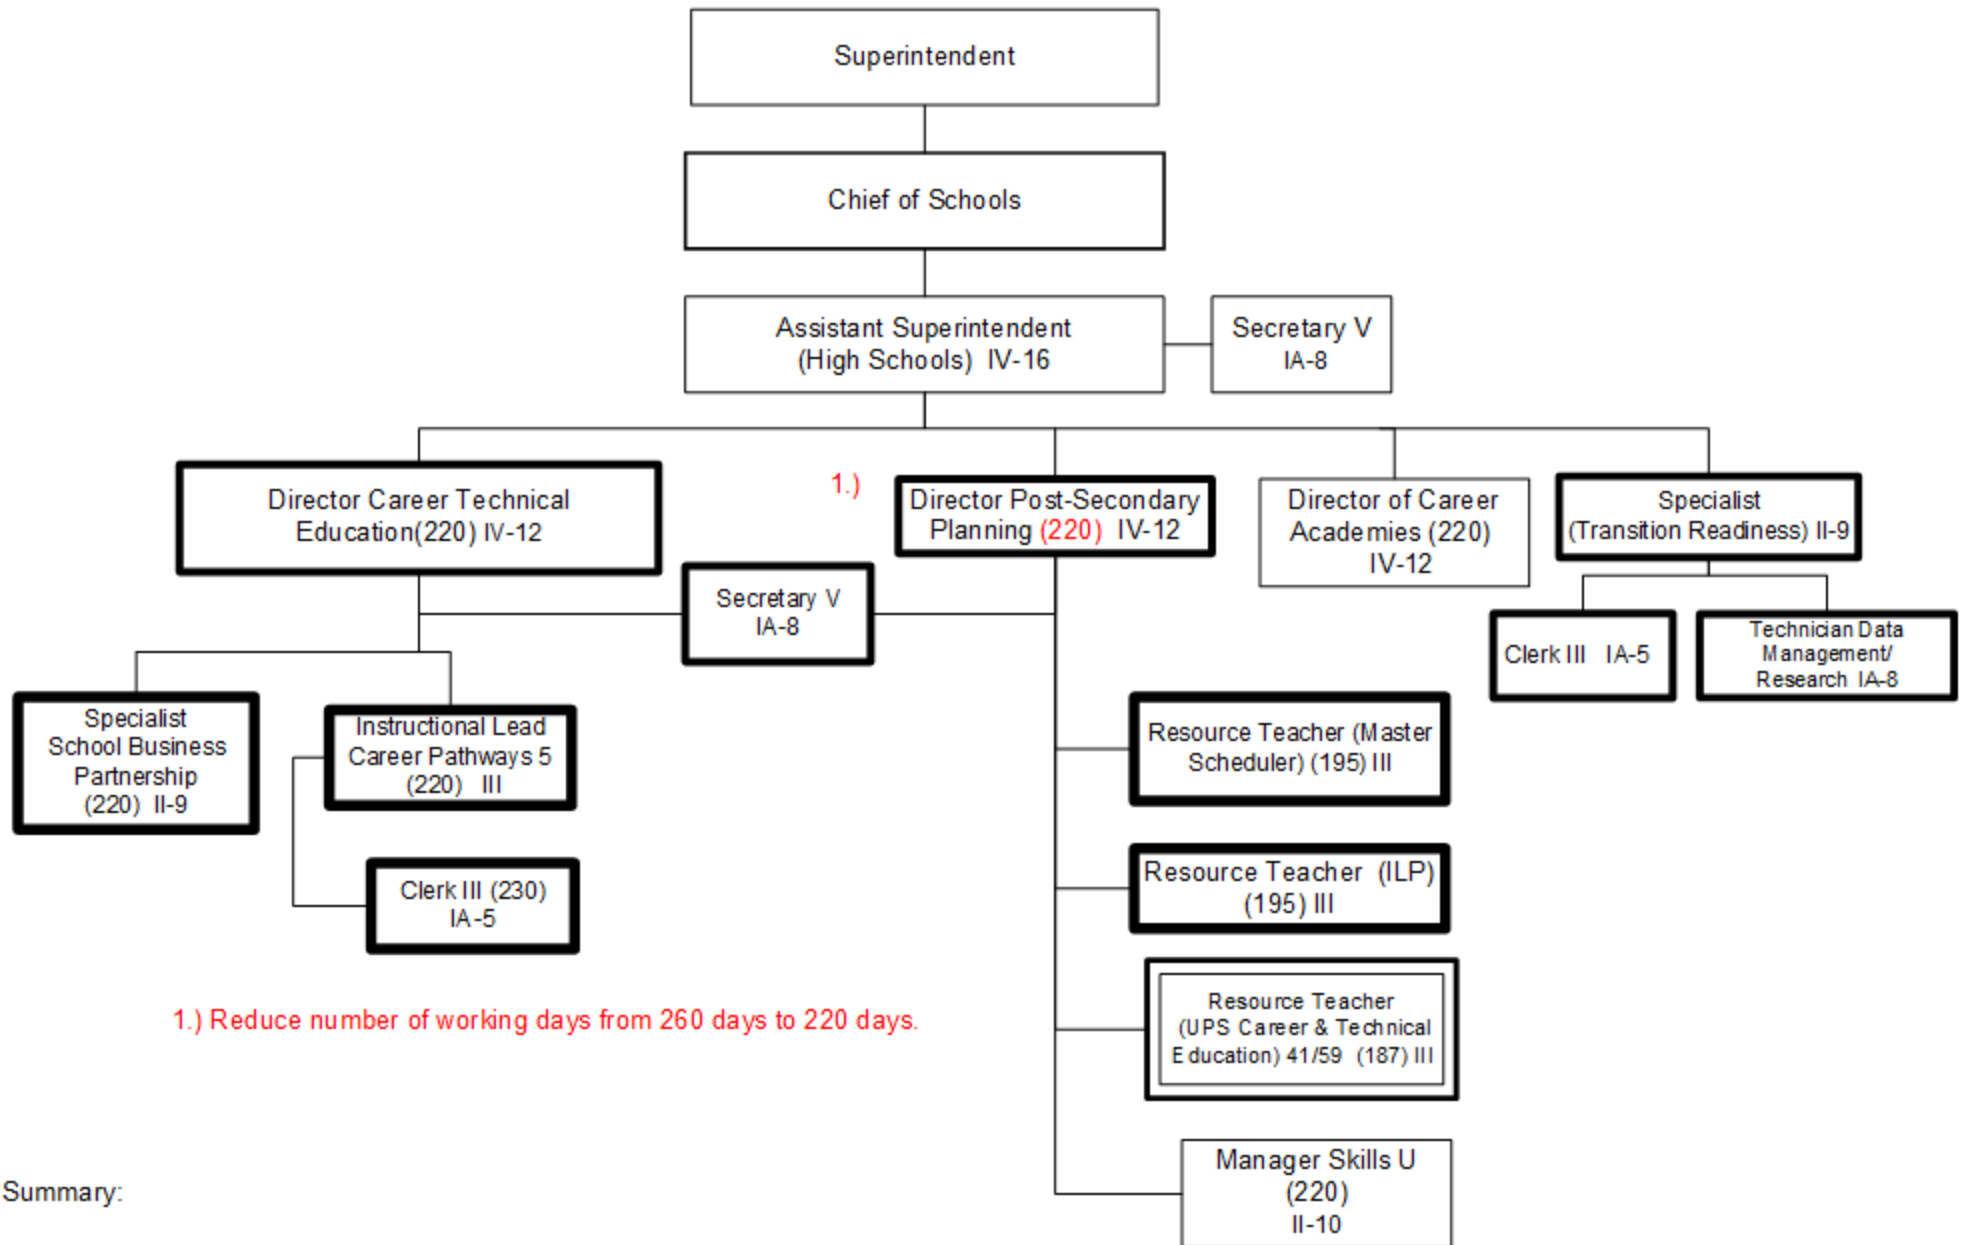 Superintendent
Chief of Schools
Assistant Superintendent
(High Schools) IV-16
Secretary V
IA-8
Director Career Technical
Education(220) IV-12
1.)
Director Post-Secondary
Planning (220) IV-12
Director of Career
Academies (220)
IV-12
Specialist
(Transition Readiness) II-9
Secretary V
IA-8
Clerk III IA-5
Technician Data
Management/
Research IA-8
Specialist
School Business
Partnership
(220) II-9
Instructional Lead
Career Pathways 5
(220) III
Resource Teacher (Master
Scheduler) (195) III
Clerk III (230)
IA-5
Resource Teacher (ILP)
(195) III
1.) Reduce number of working days from 260 days to 220 days.
Resource Teacher
(UPS Career & Technical
Education) 41/59 (187) III
Manager Skills U
(220)
II-10
Summary: